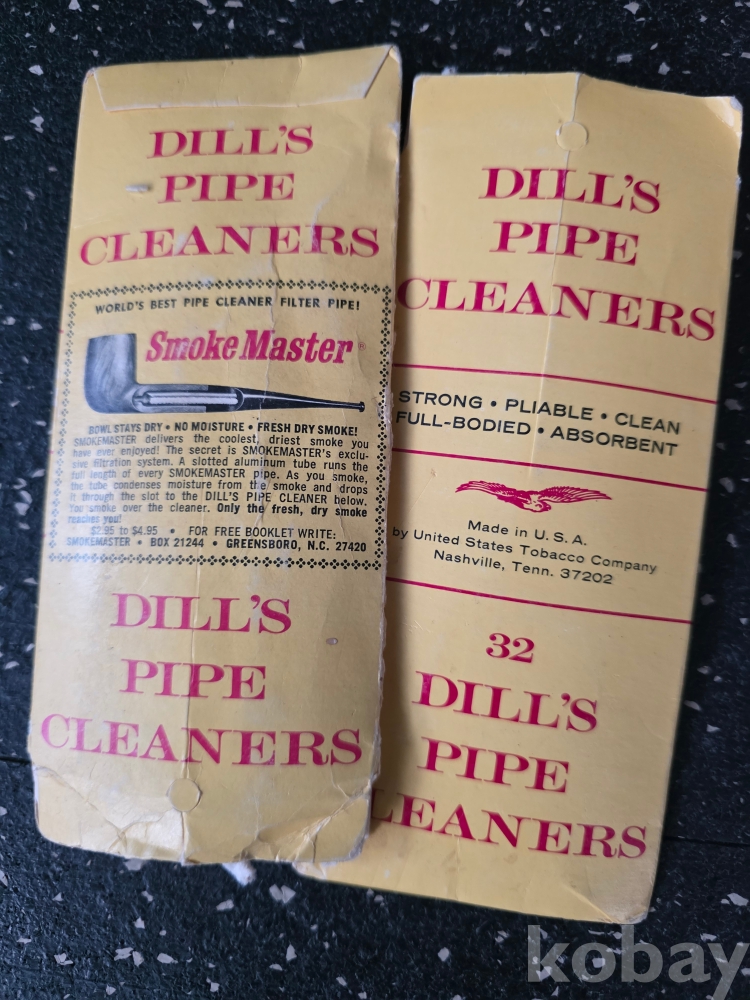 DILL'S
PIPE
CLEANERS
WORLD'S BEST PIPE CLEANER FILTER PIPE!
SmokeMaster®
BOWL STAYS DRY • NO MOISTURE • FRESH DRY SMOKE!
SMOKEMASTER delivers the coolest, driest smoke you
have ever enjoyed! The secret is SMOKEMASTER'S exclu-
sive filtration system. A slotted aluminum tube runs the
full length of every SMOKEMASTER pipe. As you smoke,
the tube condenses moisture from the smoke and drops
it through the slot to the DILL'S PIPE CLEANER below.
You smoke over the cleaner. Only the fresh, dry smoke
reaches you!
$2.95 to $4.95 • FOR FREE BOOKLET WRITE:
SMOKEMASTER • BOX 21244 • GREENSBORO, N.C. 27420
DILL'S
PIPE
CLEANERS
DILL'S
PIPE
CLEANERS
STRONG • PLIABLE • CLEAN
FULL-BODIED • ABSORBENT
Made in U. S. A.
by United States Tobacco Company
Nashville, Tenn. 37202
32
DILL'S
PIPE
LEANERS
kobay